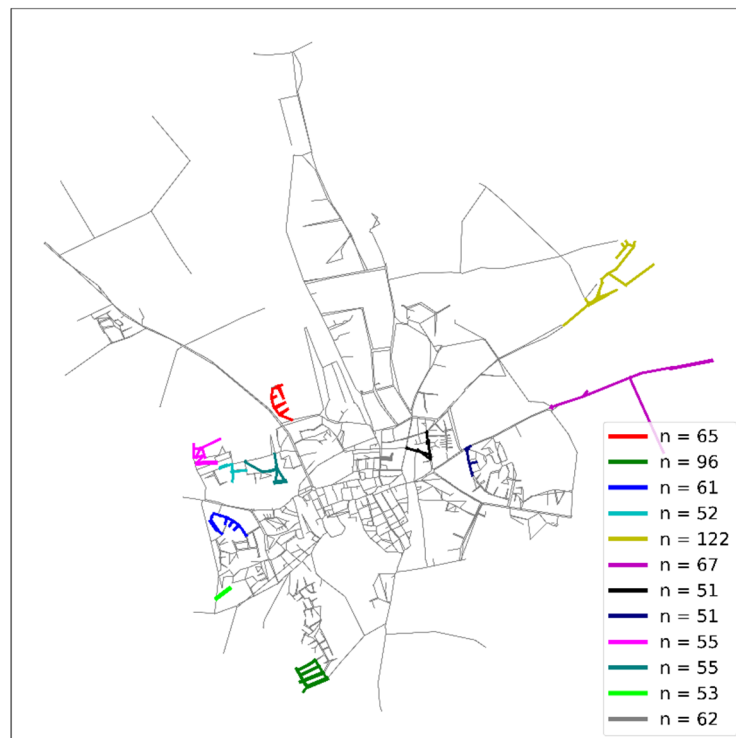 n = 65
n = 96
n = 61
n = 52
n = 122
n = 67
n = 51
n = 51
n = 55
n = 55
n = 53
n = 62